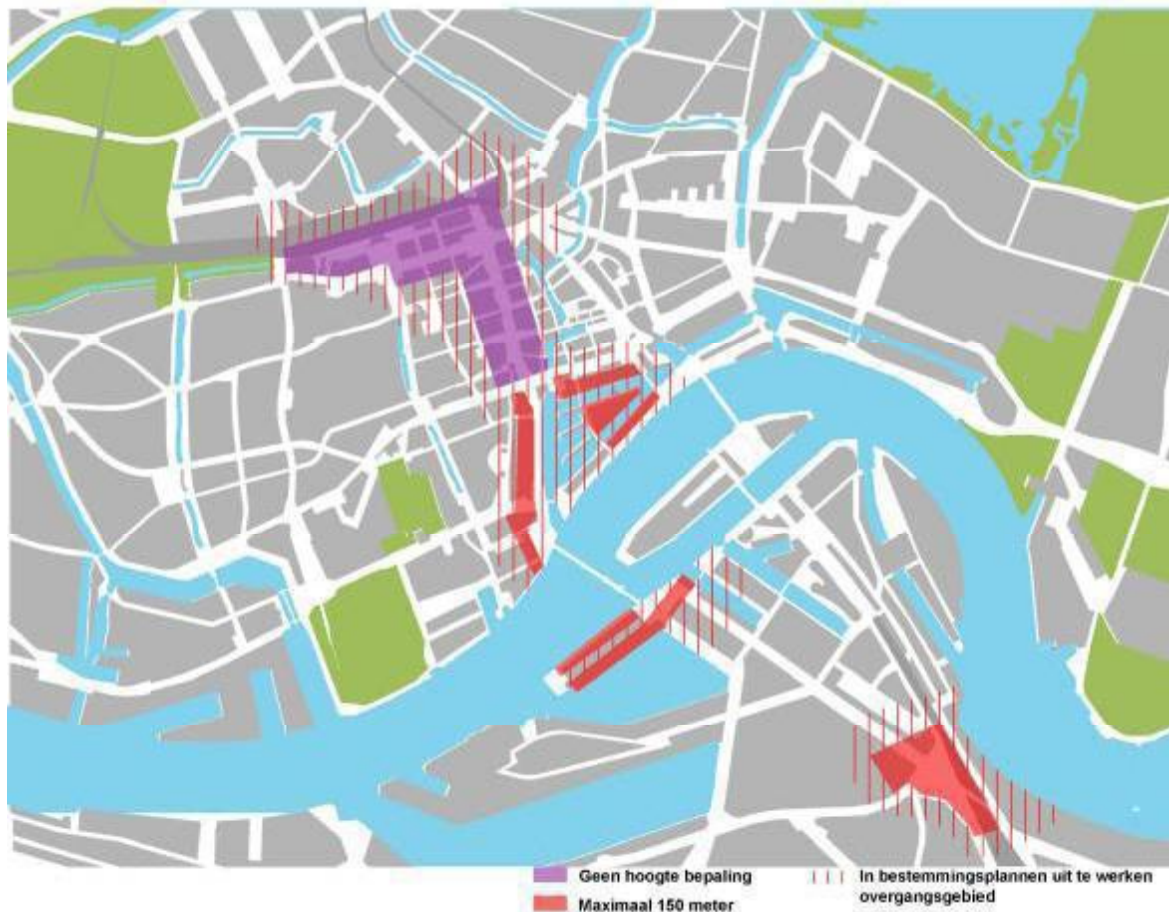 Geen hoogte bepaling
Maximaal 150 meter
In bestemmingsplannen uit te werken
overgangsgebied